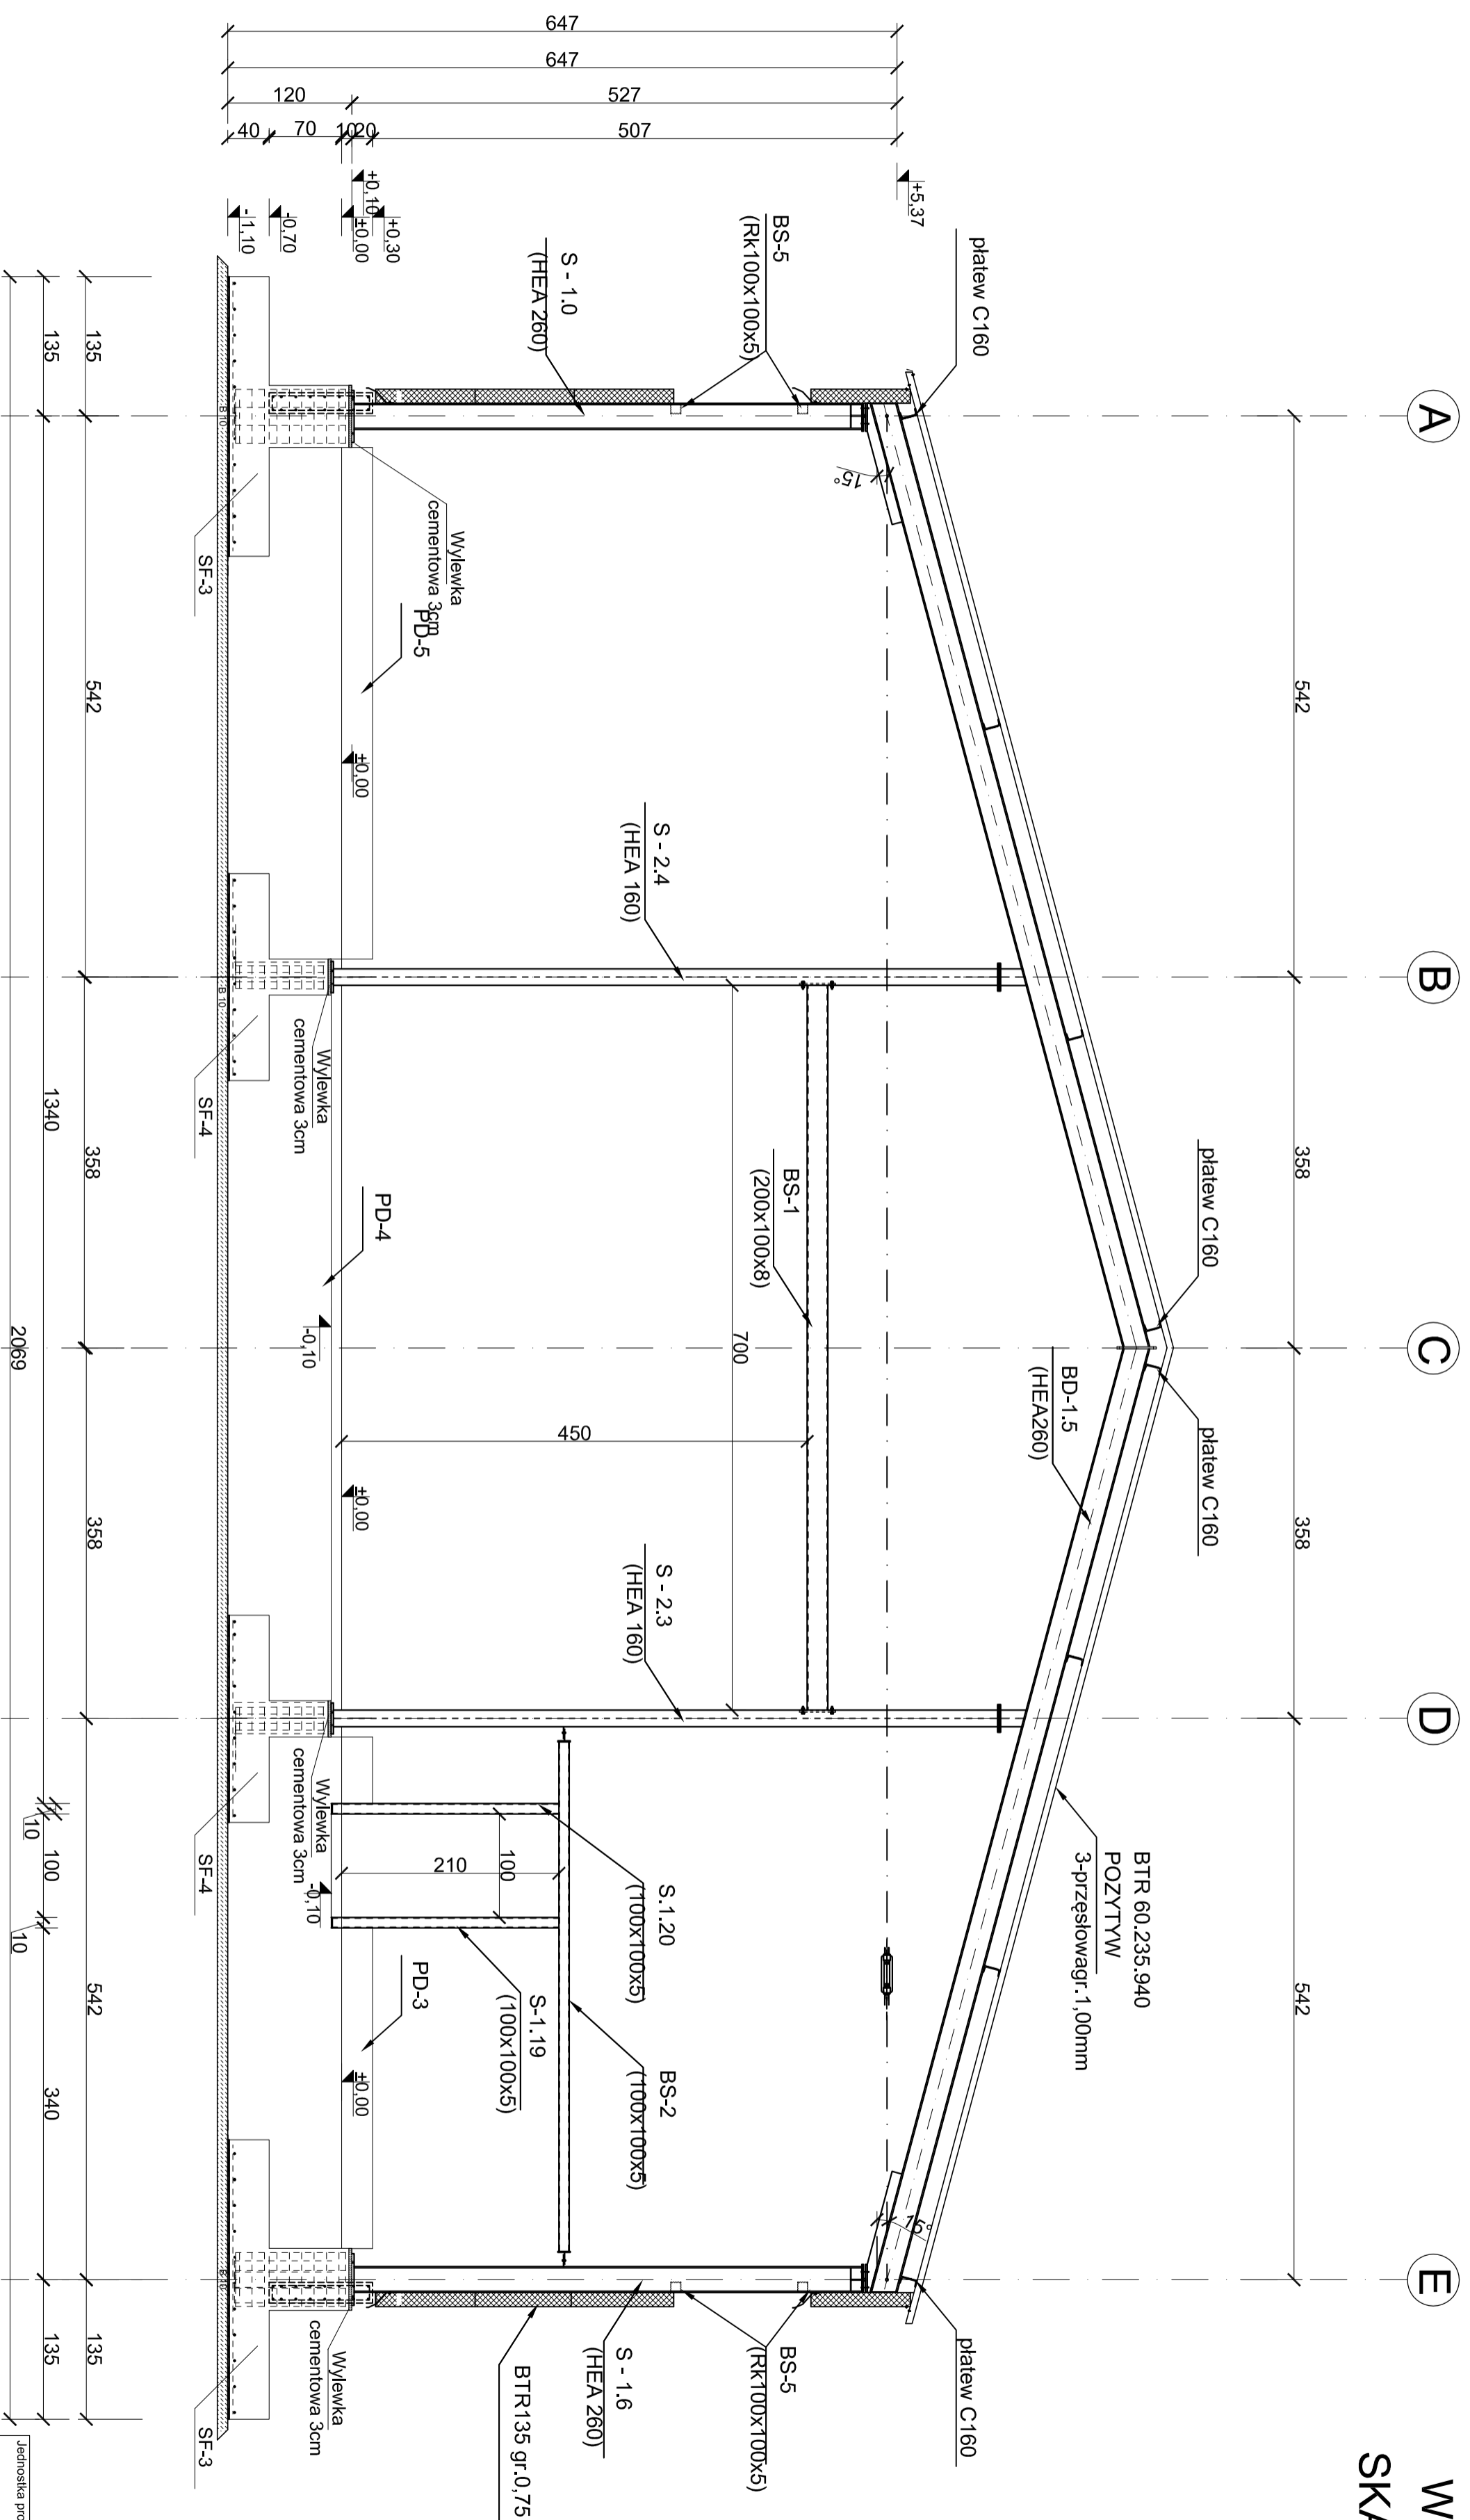 A
B
C
D
E
W
SKA
542
358
358
542
płatew C160
płatew C160
płatew C160
płatew C160
BTR 60.235.940
POZYTYW
3-przęsłowagr.1,00mm
BD-1.5
(HEA260)
+5,37
15°
15°
BS-5
(Rk100x100x5)
BS-5
(Rk100x100x5)
BS-1
(200x100x8)
700
450
S - 1.0
(HEA 260)
S - 2.4
(HEA 160)
S - 2.3
(HEA 160)
S - 1.6
(HEA 260)
BS-2
(100x100x5)
S.1.20
(100x100x5)
S-1.19
(100x100x5)
BTR135 gr.0,75
100
210
647
647
120
527
40
70
10
20
507
+0,30
+0,10
±0,00
-0,70
-1,10
Wylewka
cementowa 3cm
PD-5
±0,00
Wylewka
cementowa 3cm
PD-4
-0,10
±0,00
Wylewka
cementowa 3cm
-0,10
PD-3
±0,00
Wylewka
cementowa 3cm
B 10
B 10
SF-3
SF-4
SF-4
SF-3
135
542
358
358
542
135
135
1340
10
100
10
340
135
2069